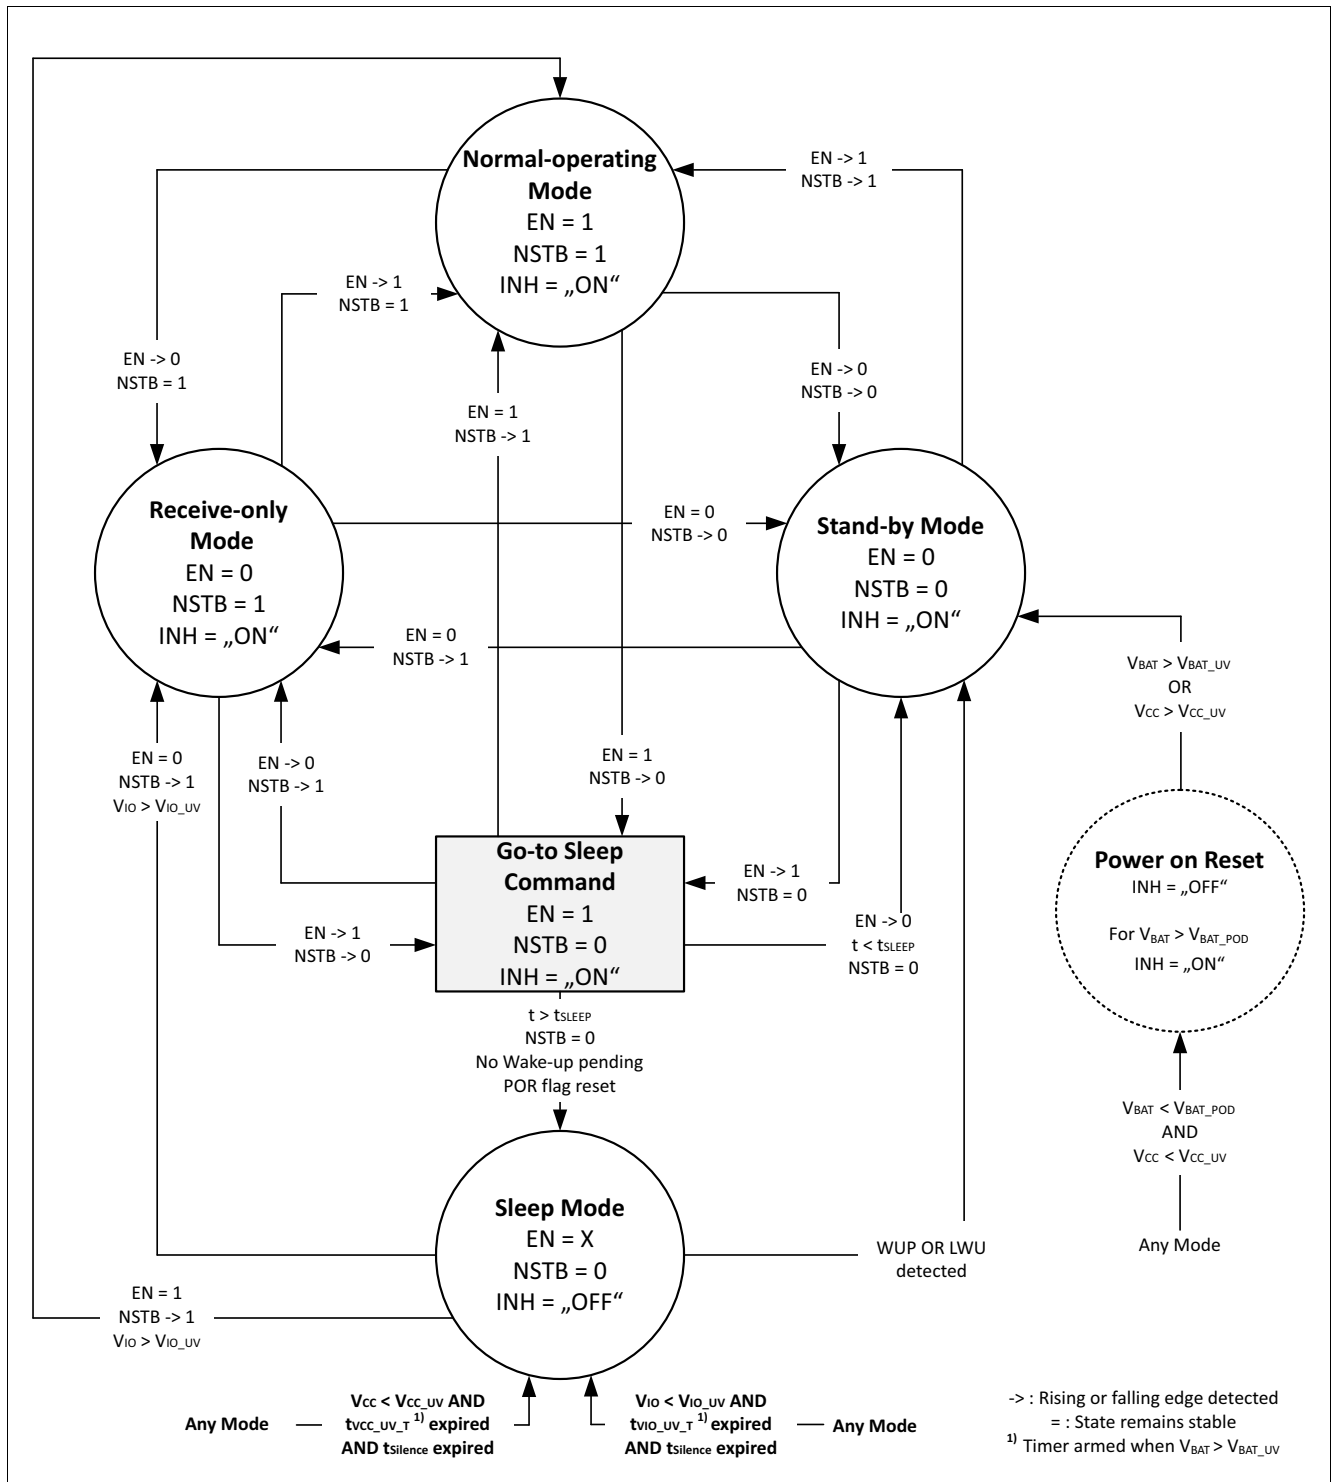 Normal-operating
Mode
EN = 1
NSTB = 1
INH = „ON“
EN -> 1
NSTB -> 1
EN -> 1
NSTB = 1
EN -> 0
NSTB = 1
EN -> 0
NSTB -> 0
EN = 1
NSTB -> 1
Receive-only
Mode
EN = 0
NSTB = 1
INH = „ON“
EN = 0
NSTB -> 0
Stand-by Mode
EN = 0
NSTB = 0
INH = „ON“
EN = 0
NSTB -> 1
VBAT > VBAT_UV
OR
VCC > VCC_UV
EN = 0
NSTB -> 1
VIO > VIO_UV
EN -> 0
NSTB -> 1
EN = 1
NSTB -> 0
Go-to Sleep
Command
EN = 1
NSTB = 0
INH = „ON“
EN -> 1
NSTB = 0
EN -> 1
NSTB -> 0
EN -> 0
t < tSLEEP
NSTB = 0
Power on Reset
INH = „OFF“
For VBAT > VBAT_POD
INH = „ON“
t > tSLEEP
NSTB = 0
No Wake-up pending
POR flag reset
VBAT < VBAT_POD
AND
VCC < VCC_UV
Any Mode
Sleep Mode
EN = X
NSTB = 0
INH = „OFF“
WUP OR LWU
detected
EN = 1
NSTB -> 1
VIO > VIO_UV
Any Mode
VCC < VCC_UV AND
tVCC_UV_T 1) expired
AND tSilence expired
VIO < VIO_UV AND
tVIO_UV_T 1) expired
AND tSilence expired
Any Mode
-> : Rising or falling edge detected
= : State remains stable
1) Timer armed when VBAT > VBAT_UV